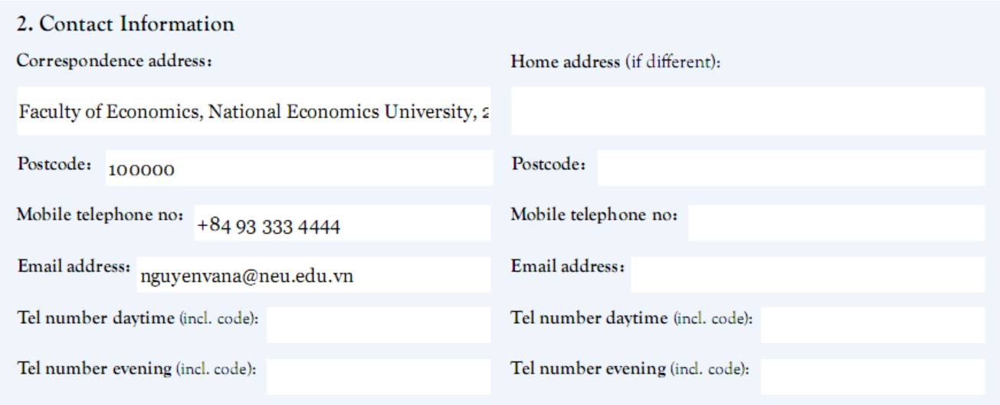 2. Contact Information
Correspondence address:
Faculty of Economics, National Economics University, 2
Postcode: 100000
Mobile telephone no: +84 93 333 4444
Email address: nguyenvana@neu.edu.vn
Tel number daytime (incl. code):
Tel number evening (incl. code):
Home address (if different):
Postcode:
Mobile telephone no:
Email address:
Tel number daytime (incl. code):
Tel number evening (incl. code):